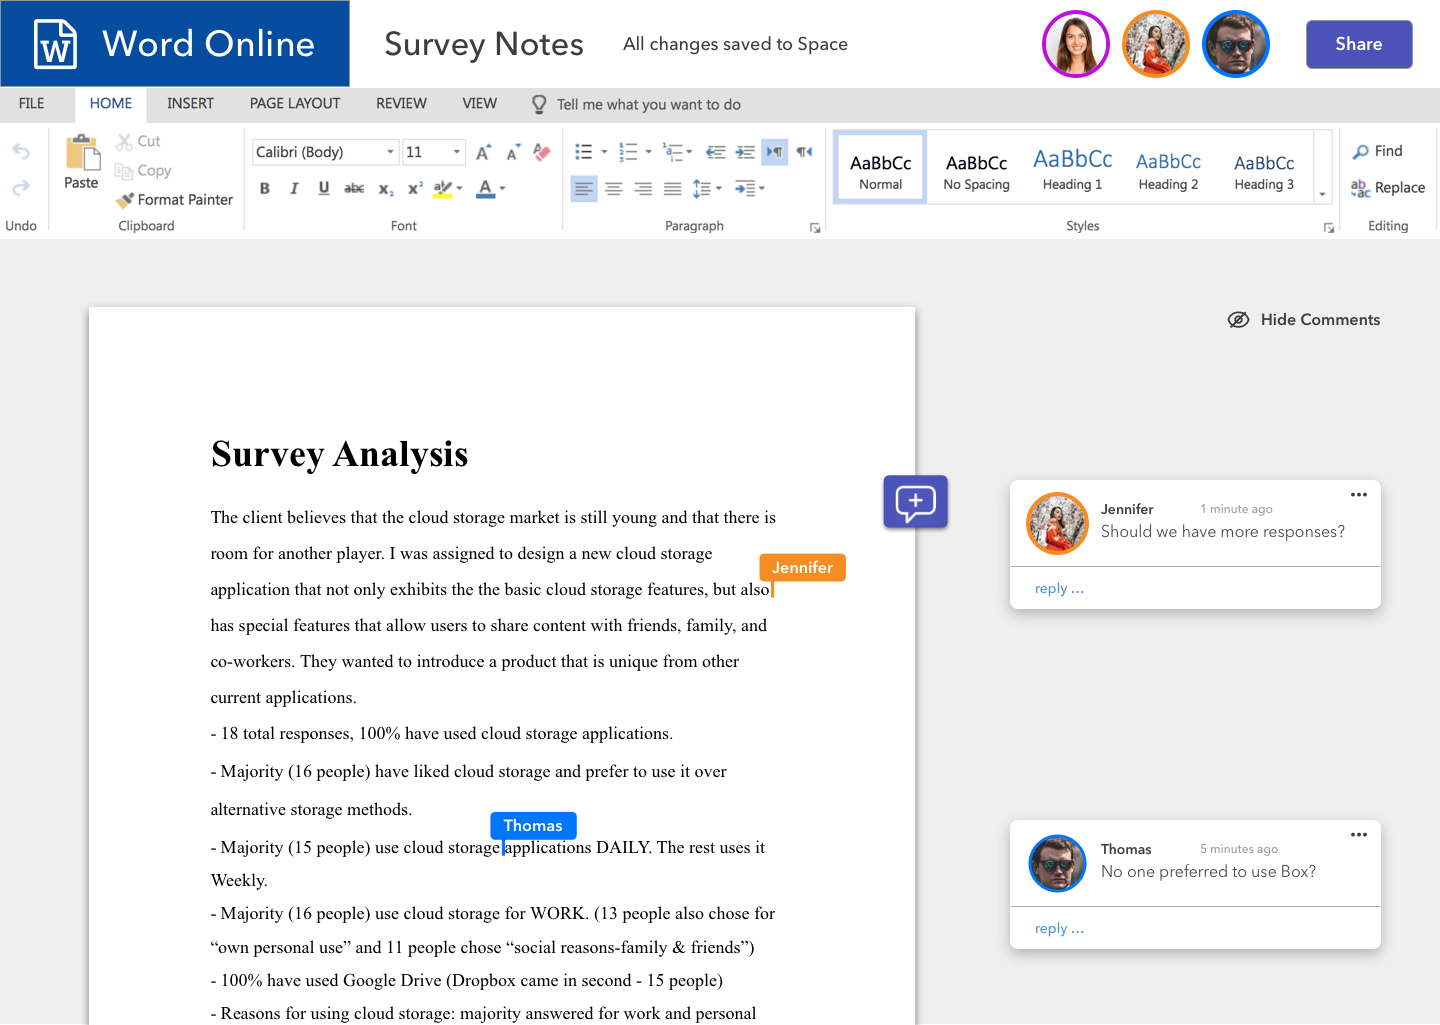 Word Online
Survey Notes
All changes saved to Space
Share
FILE
HOME
INSERT
PAGE LAYOUT
REVIEW
VIEW
Tell me what you want to do
Undo
Paste
Cut
Copy
Format Painter
Clipboard
Calibri (Body)
11
B I U abc x₂ x²
Font
Paragraph
AaBbCc
Normal
AaBbCc
No Spacing
AaBbCc
Heading 1
AaBbCc
Heading 2
AaBbCc
Heading 3
Styles
Find
Replace
Editing
Hide Comments
Survey Analysis
The client believes that the cloud storage market is still young and that there is
room for another player. I was assigned to design a new cloud storage
Jennifer
application that not only exhibits the the basic cloud storage features, but also
has special features that allow users to share content with friends, family, and
co-workers. They wanted to introduce a product that is unique from other
current applications.
- 18 total responses, 100% have used cloud storage applications.
- Majority (16 people) have liked cloud storage and prefer to use it over
alternative storage methods.
Thomas
- Majority (15 people) use cloud storage applications DAILY. The rest uses it
Weekly.
- Majority (16 people) use cloud storage for WORK. (13 people also chose for
“own personal use” and 11 people chose “social reasons-family & friends”)
- 100% have used Google Drive (Dropbox came in second - 15 people)
- Reasons for using cloud storage: majority answered for work and personal
Jennifer 1 minute ago
Should we have more responses?
reply ...
Thomas 5 minutes ago
No one preferred to use Box?
reply ...